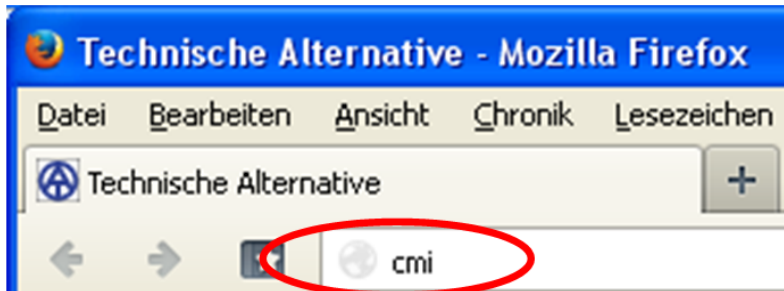 Technische Alternative - Mozilla Firefox
Datei Bearbeiten Ansicht Chronik Lesezeichen
Technische Alternative +
cmi